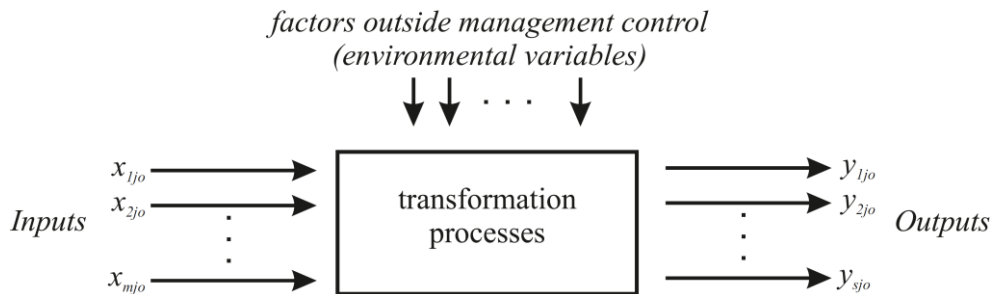 factors outside management control
(environmental variables)
. . .
Inputs
x1jo
x2jo
xmjo
transformation
processes
y1jo
y2jo
ysjo
Outputs